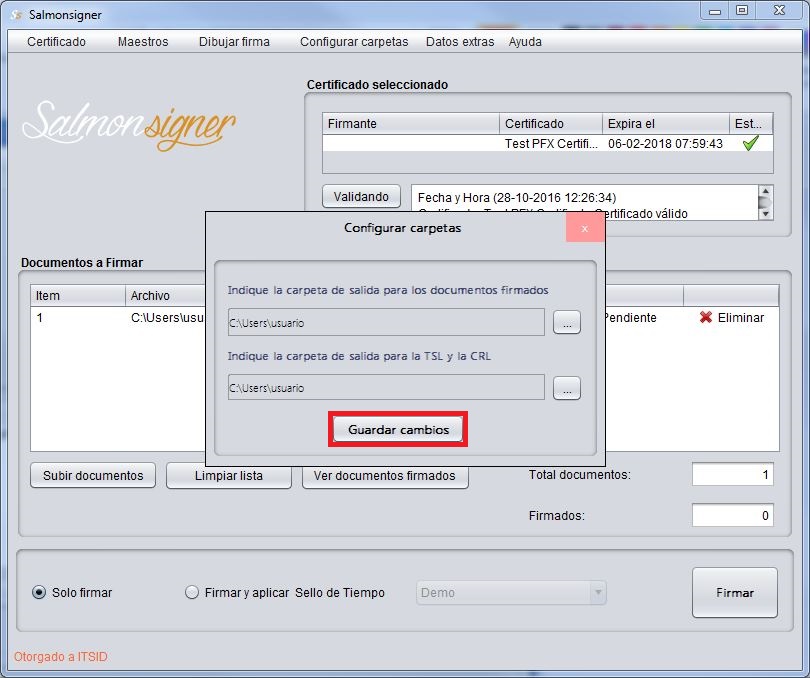 Salmonsigner
Certificado Maestros Dibujar firma Configurar carpetas Datos extras Ayuda
Salmonsigner
Certificado seleccionado
Firmante Certificado Expira el Est...
Test PFX Certifi... 06-02-2018 07:59:43
Validando
Fecha y Hora (28-10-2016 12:26:34)
Certificado válido
Configurar carpetas x
Indique la carpeta de salida para los documentos firmados
C:\Users\usuario ...
Indique la carpeta de salida para la TSL y la CRL
C:\Users\usuario ...
Guardar cambios
Documentos a Firmar
Item Archivo
1 C:\Users\usu Pendiente Eliminar
Subir documentos Limpiar lista Ver documentos firmados
Total documentos: 1
Firmados: 0
Solo firmar Firmar y aplicar Sello de Tiempo Demo Firmar
Otorgado a ITSID